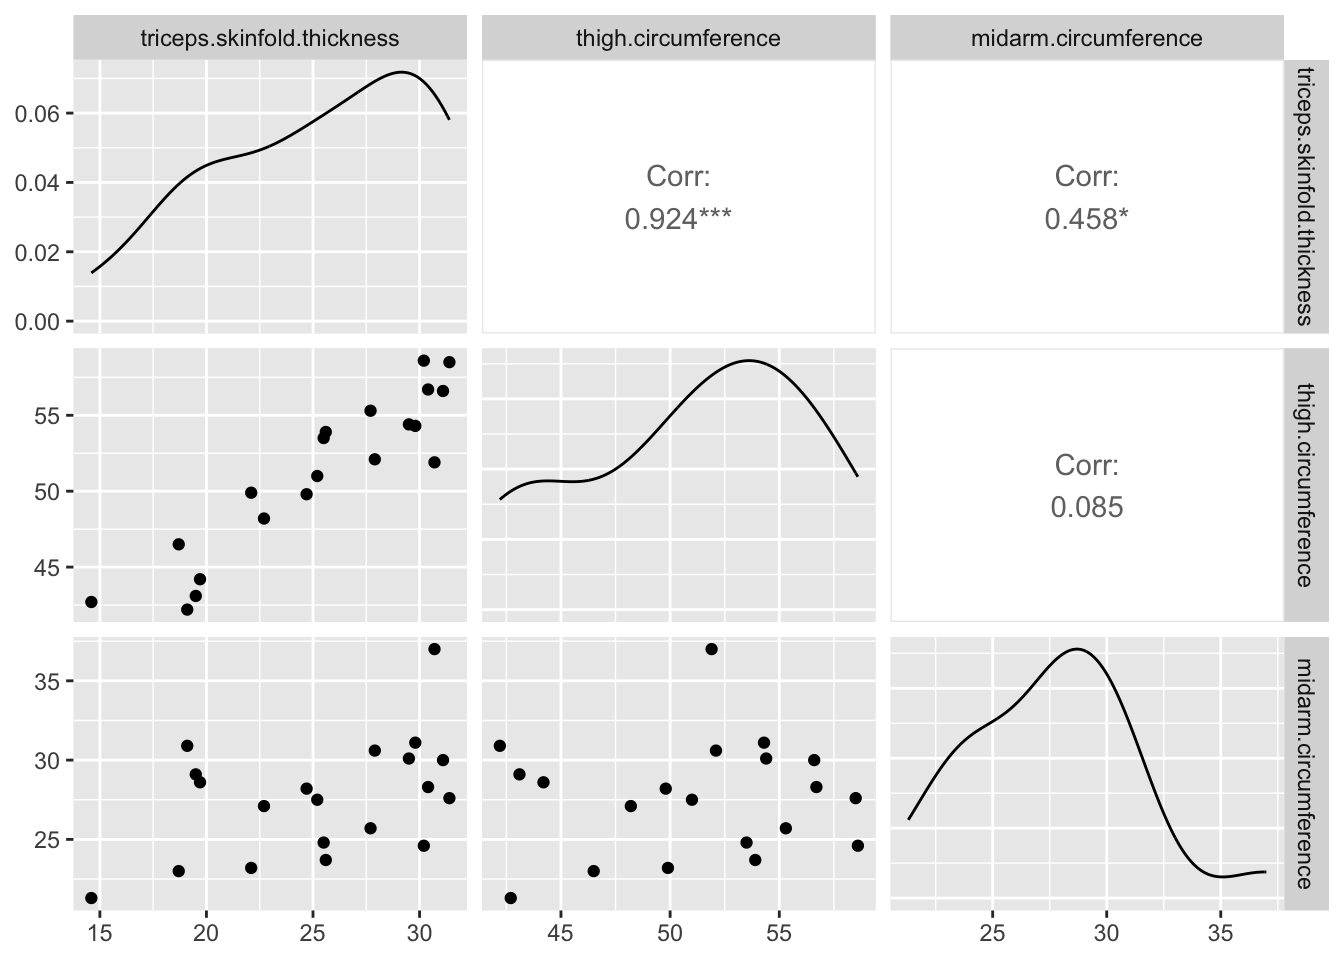 triceps.skinfold.thickness
thigh.circumference
midarm.circumference
0.06
0.04
0.02
0.00
Corr:
0.924***
Corr:
0.458*
triceps.skinfold.thickness
55
50
45
Corr:
0.085
thigh.circumference
35
30
25
midarm.circumference
15 20 25 30
45 50 55
25 30 35